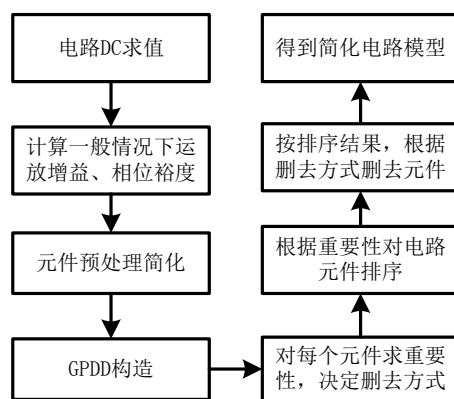 电路DC求值
计算一般情况下运
放增益、相位裕度
元件预处理简化
GPDD构造
对每个元件求重要
性，决定删去方式
根据重要性对电路
元件排序
按排序结果，根据
删去方式删去元件
得到简化电路模型